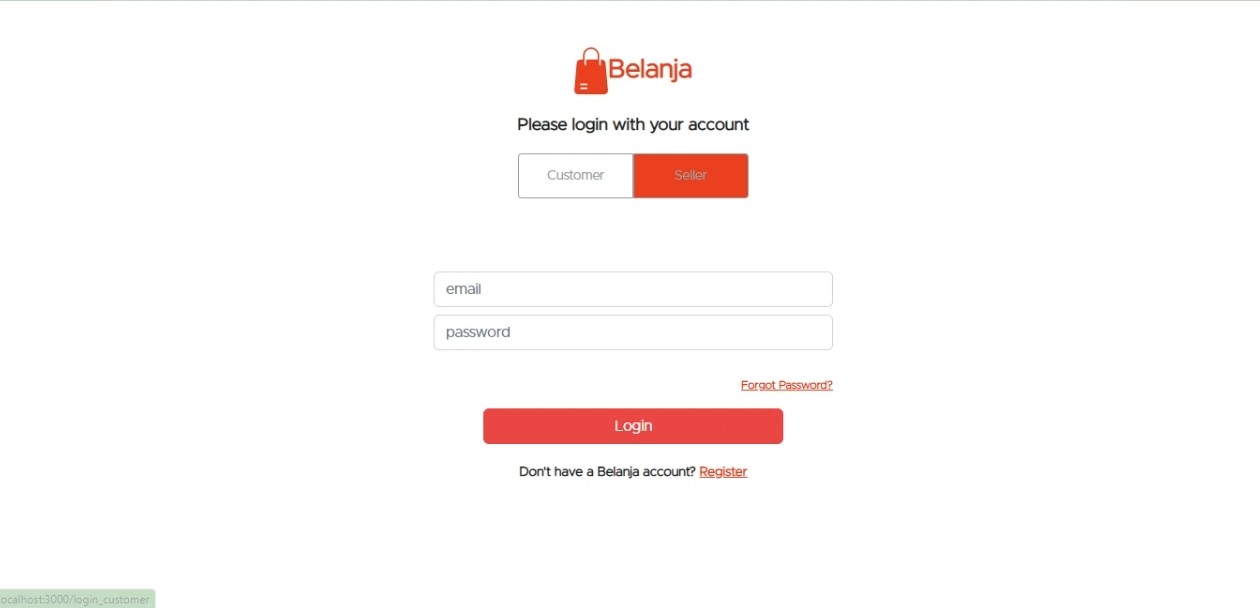 Belanja
Please login with your account
Customer Seller
email
password
Forgot Password?
Login
Don't have a Belanja account? Register
ocalhost:3000/login_customer